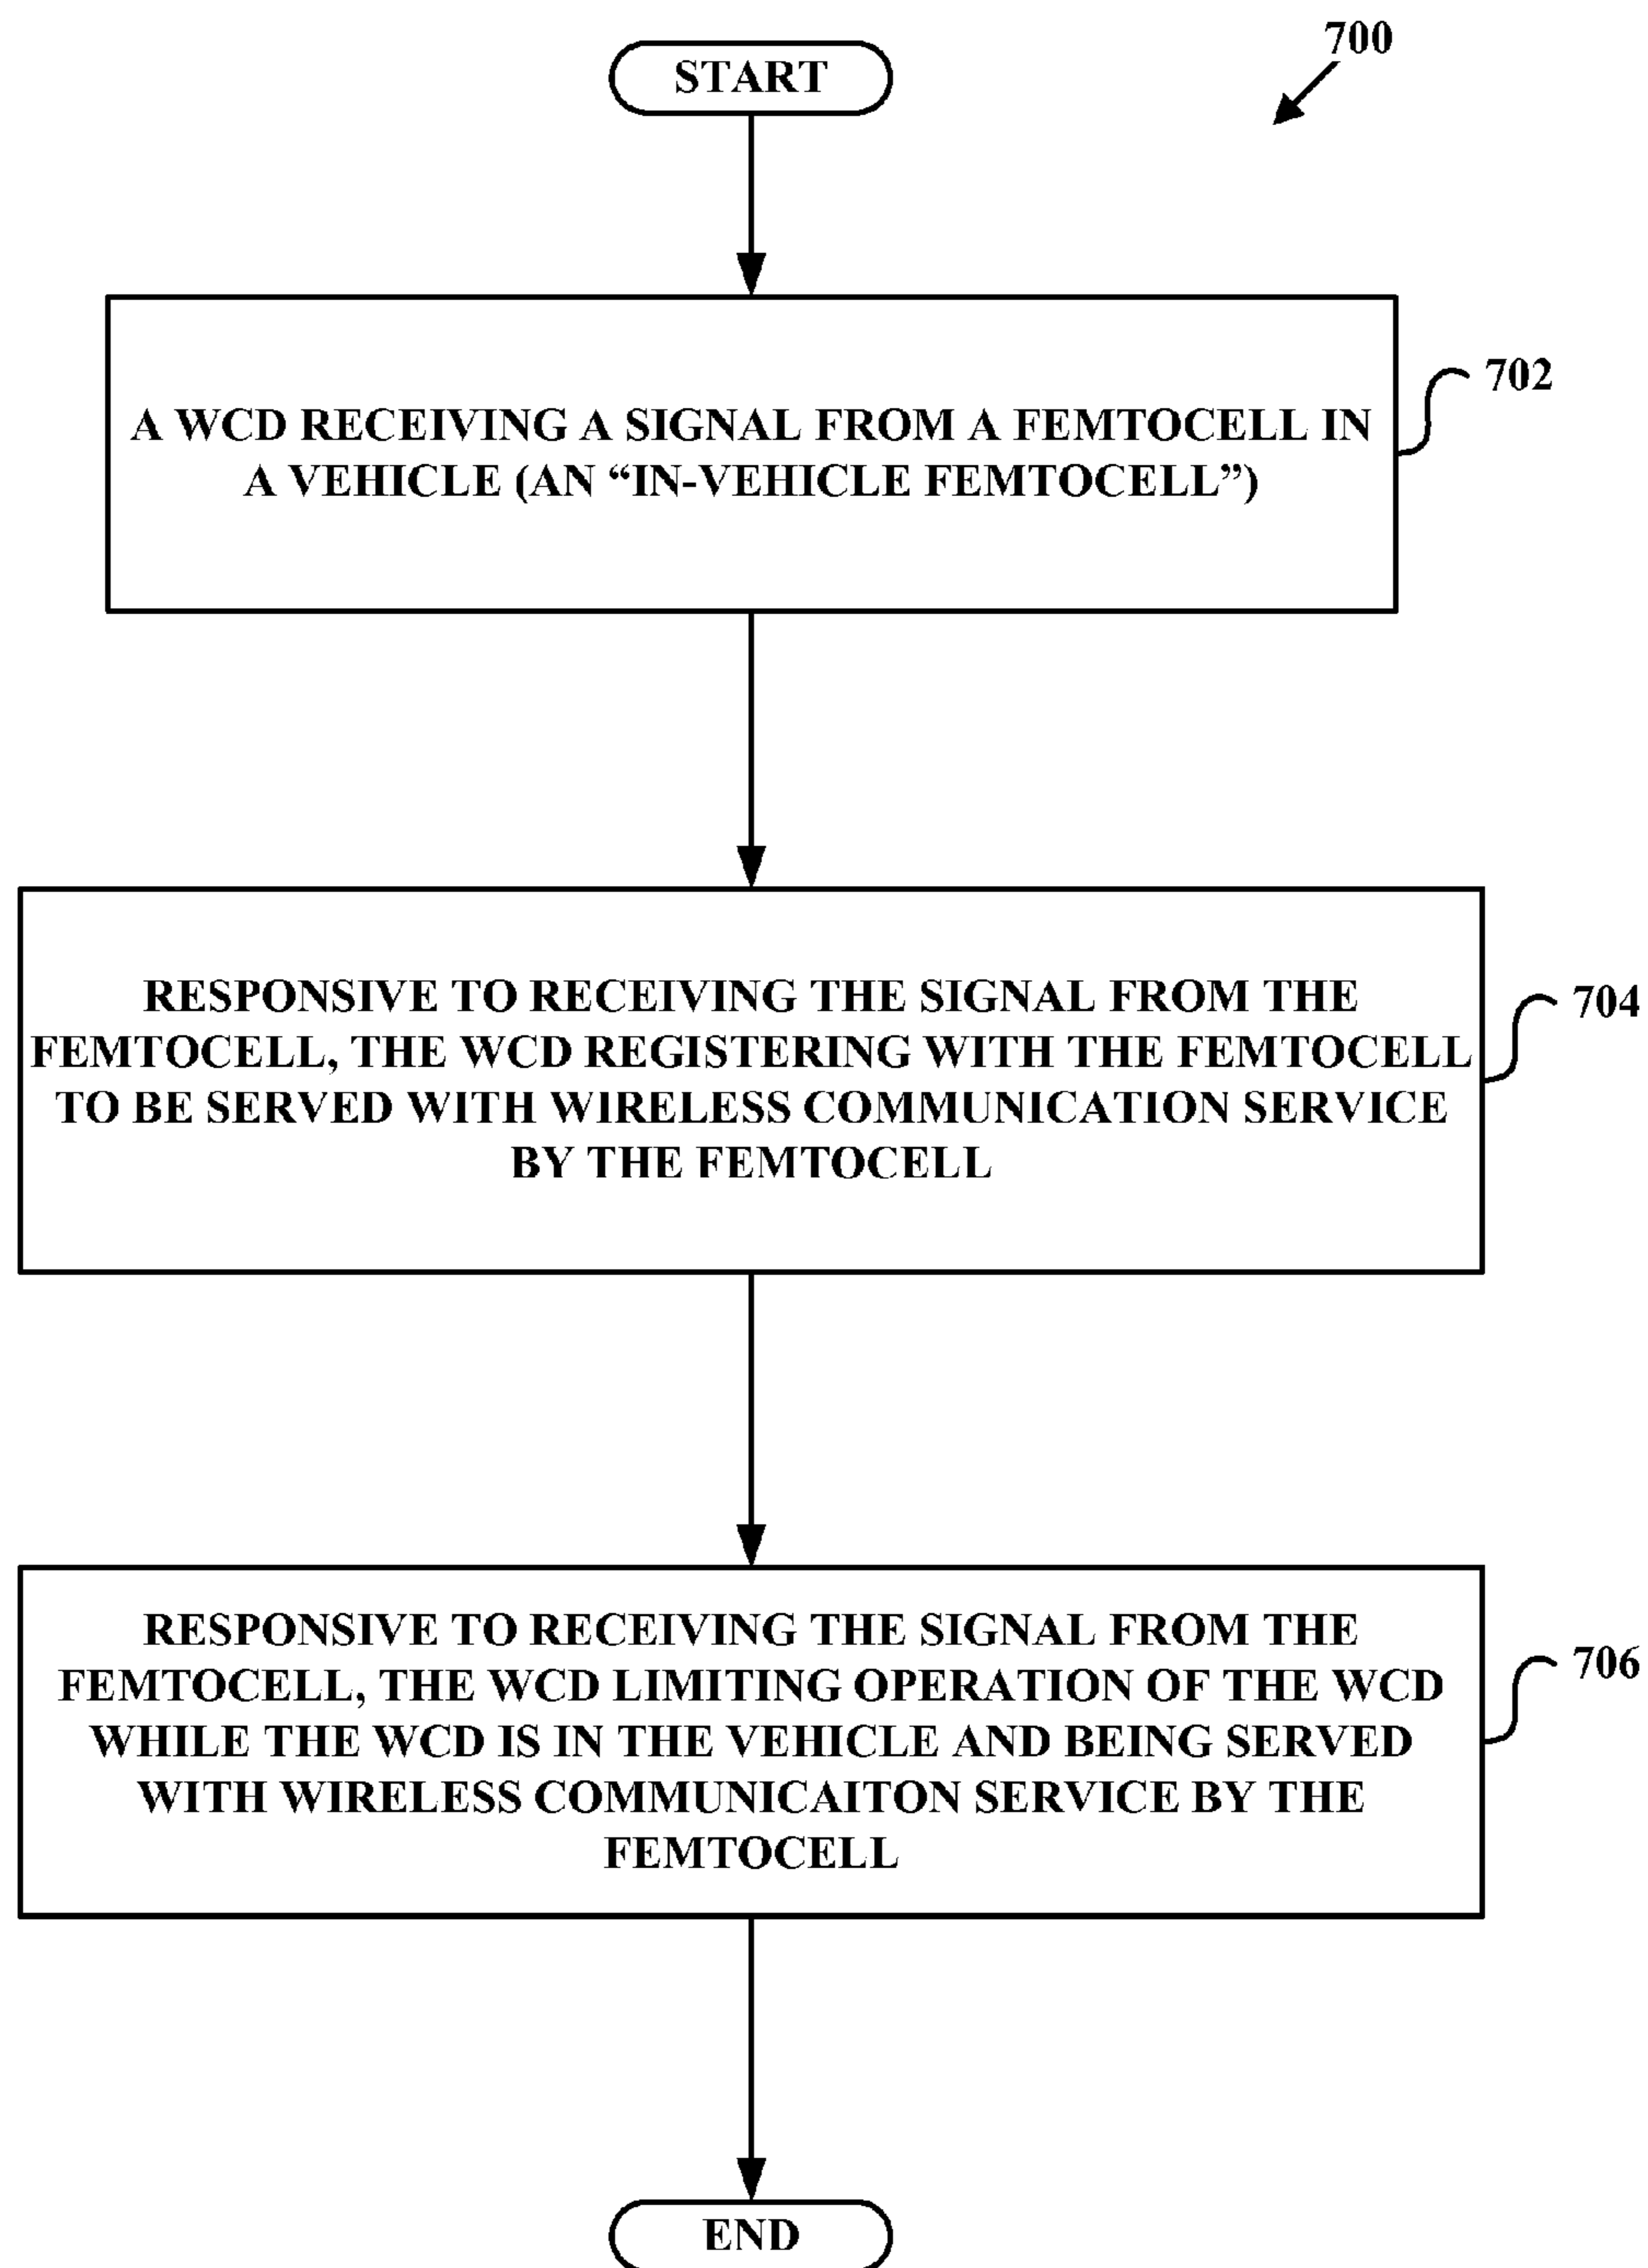 700
START
A WCD RECEIVING A SIGNAL FROM A FEMTOCELL IN
A VEHICLE (AN “IN-VEHICLE FEMTOCELL”)
702
RESPONSIVE TO RECEIVING THE SIGNAL FROM THE
FEMTOCELL, THE WCD REGISTERING WITH THE FEMTOCELL
TO BE SERVED WITH WIRELESS COMMUNICATION SERVICE
BY THE FEMTOCELL
704
RESPONSIVE TO RECEIVING THE SIGNAL FROM THE
FEMTOCELL, THE WCD LIMITING OPERATION OF THE WCD
WHILE THE WCD IS IN THE VEHICLE AND BEING SERVED
WITH WIRELESS COMMUNICAITON SERVICE BY THE
FEMTOCELL
706
END